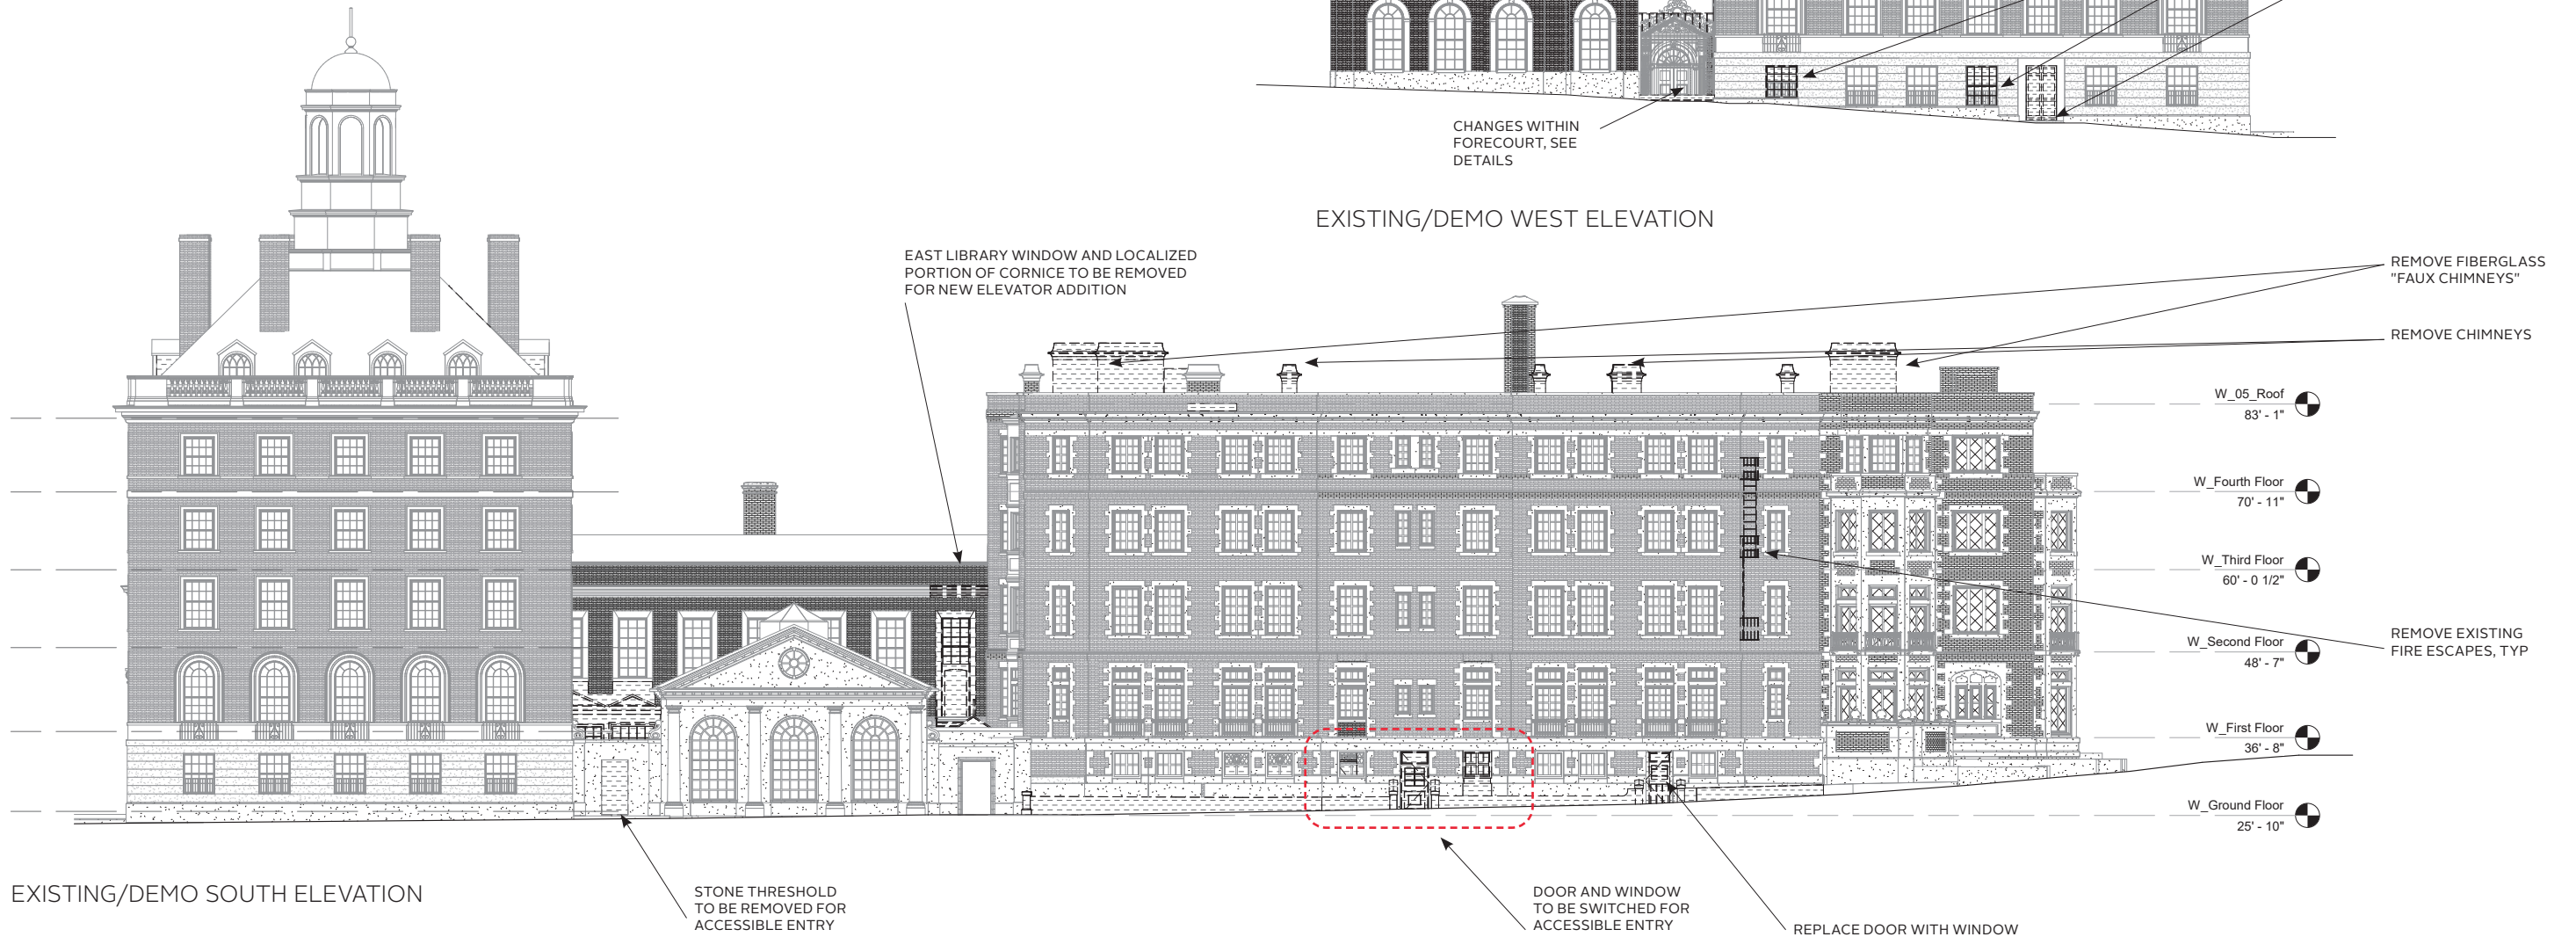 CHANGES WITHIN
FORECOURT, SEE
DETAILS
EXISTING/DEMO WEST ELEVATION
EAST LIBRARY WINDOW AND LOCALIZED
PORTION OF CORNICE TO BE REMOVED
FOR NEW ELEVATOR ADDITION
REMOVE FIBERGLASS
"FAUX CHIMNEYS"
REMOVE CHIMNEYS
W_05_Roof
83' - 1"
W_Fourth Floor
70' - 11"
W_Third Floor
60' - 0 1/2"
W_Second Floor
48' - 7"
REMOVE EXISTING
FIRE ESCAPES, TYP
W_First Floor
36' - 8"
W_Ground Floor
25' - 10"
EXISTING/DEMO SOUTH ELEVATION
STONE THRESHOLD
TO BE REMOVED FOR
ACCESSIBLE ENTRY
DOOR AND WINDOW
TO BE SWITCHED FOR
ACCESSIBLE ENTRY
REPLACE DOOR WITH WINDOW